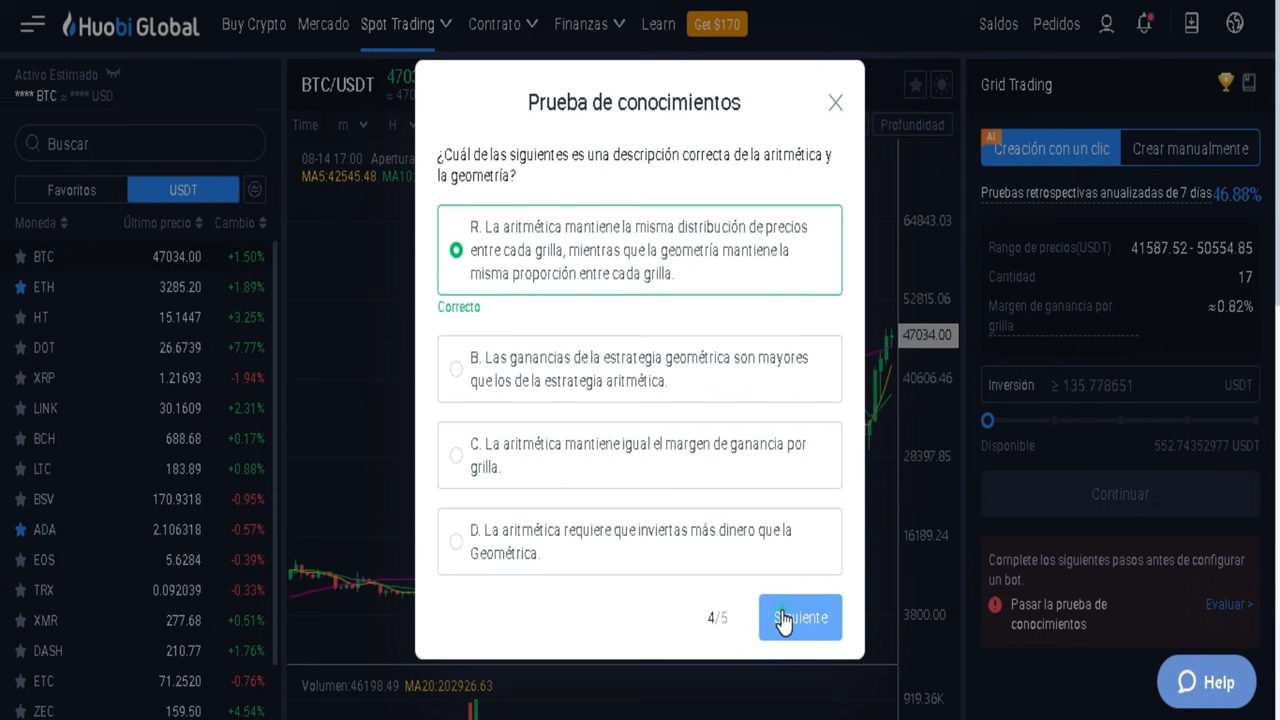 Huobi Global
Buy Crypto Mercado Spot Trading Contrato Finanzas Learn Get $170
Saldos Pedidos
Activo Estimado
**** BTC ≈ **** USD
Buscar
Favoritos USDT
Moneda Último precio Cambio
BTC 47034.00 +1.50%
ETH 3285.20 +1.89%
HT 15.1447 +3.25%
DOT 26.6739 +7.77%
XRP 1.21693 -1.94%
LINK 30.1609 +2.31%
BCH 688.68 +0.17%
LTC 183.89 +0.88%
BSV 170.9318 -0.95%
ADA 2.106318 -0.57%
EOS 5.6284 -0.39%
TRX 0.092039 -0.33%
XMR 277.68 +0.51%
DASH 210.77 +1.76%
ETC 71.2520 -0.76%
ZEC 159.50 +4.54%
BTC/USDT 4703
≈ 470
Time m H
Profundidad
08-14 17:00 Apertura
MA5:42545.48 MA10:
64843.03
52815.06
47034.00
40606.46
28397.85
16189.24
3800.00
919.36K
Volumen:46198.49 MA20:202926.63
Prueba de conocimientos
¿Cuál de las siguientes es una descripción correcta de la aritmética y
la geometría?
R. La aritmética mantiene la misma distribución de precios
entre cada grilla, mientras que la geometría mantiene la
misma proporción entre cada grilla.
Correcto
B. Las ganancias de la estrategia geométrica son mayores
que los de la estrategia aritmética.
C. La aritmética mantiene igual el margen de ganancia por
grilla.
D. La aritmética requiere que inviertas más dinero que la
Geométrica.
4/5
Siguiente
Grid Trading
AI
Creación con un clic Crear manualmente
Pruebas retrospectivas anualizadas de 7 días 46.88%
Rango de precios(USDT) 41587.52 - 50554.85
Cantidad 17
Margen de ganancia por ≈0.82%
grilla
Inversión ≥ 135.778651 USDT
Disponible 552.74352977 USDT
Continuar
Complete los siguientes pasos antes de configurar
un bot.
Pasar la prueba de Evaluar >
conocimientos
Help